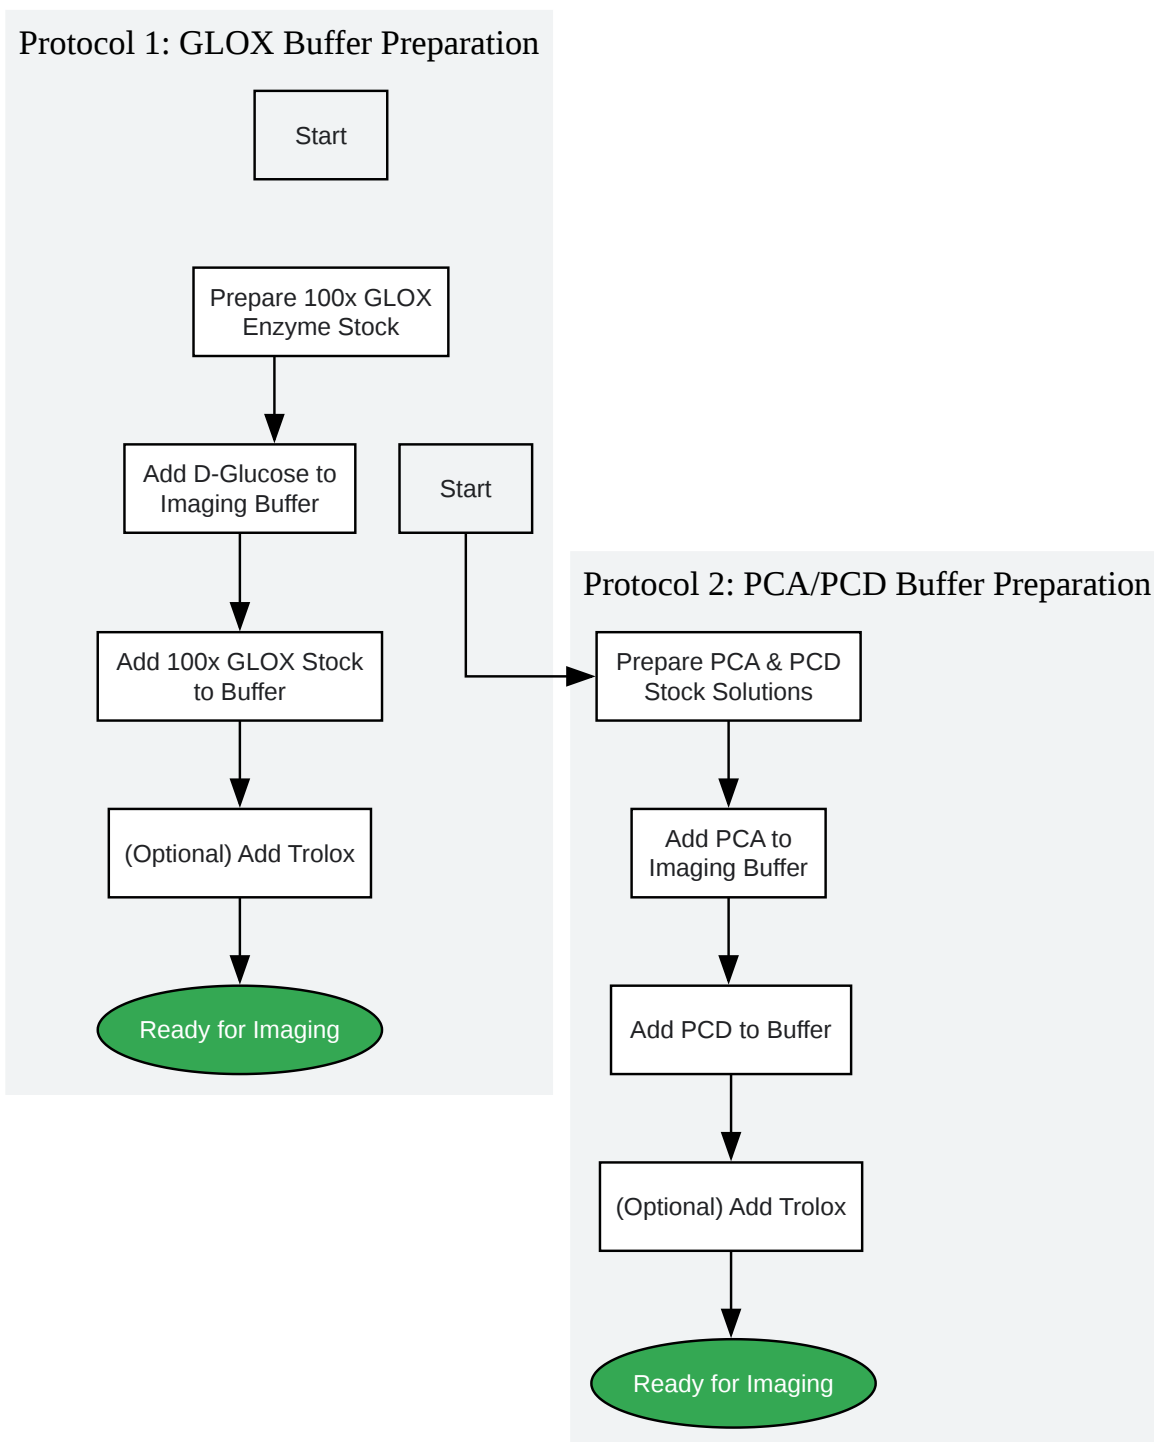 Protocol 1: GLOX Buffer Preparation
Start
Prepare 100x GLOX
Enzyme Stock
Add D-Glucose to
Imaging Buffer
Start
Add 100x GLOX Stock
to Buffer
(Optional) Add Trolox
Ready for Imaging
Protocol 2: PCA/PCD Buffer Preparation
Prepare PCA & PCD
Stock Solutions
Add PCA to
Imaging Buffer
Add PCD to Buffer
(Optional) Add Trolox
Ready for Imaging